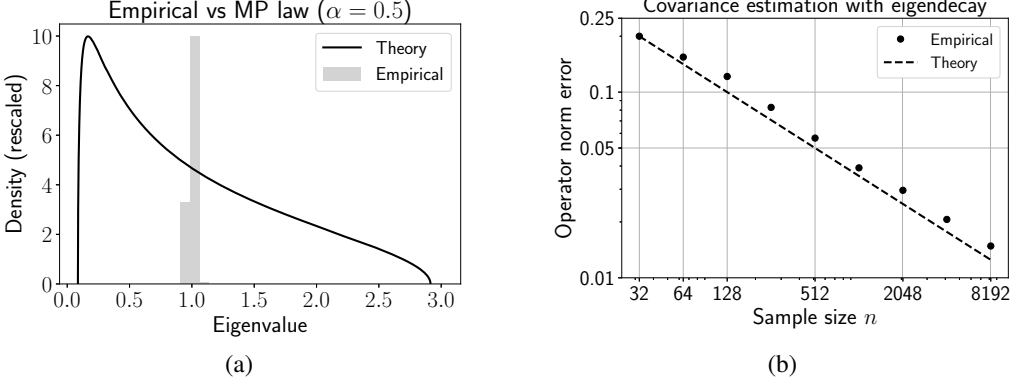 Empirical vs MP law (α = 0.5)
Density (rescaled)
10
8
6
4
2
0
0.0 0.5 1.0 1.5 2.0 2.5 3.0
Eigenvalue
Theory
Empirical
(a)
Covariance estimation with eigendecay
Operator norm error
0.25
0.1
0.05
0.01
32 64 128 512 2048 8192
Sample size n
Empirical
Theory
(b)